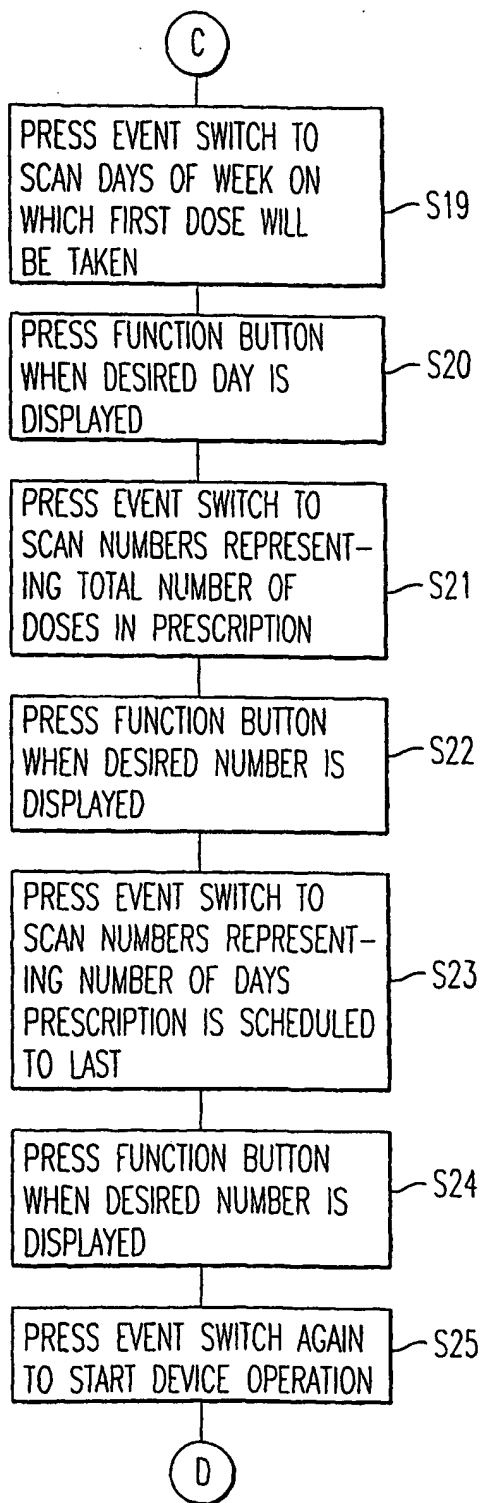 C
PRESS EVENT SWITCH TO
SCAN DAYS OF WEEK ON
WHICH FIRST DOSE WILL
BE TAKEN
S19
PRESS FUNCTION BUTTON
WHEN DESIRED DAY IS
DISPLAYED
S20
PRESS EVENT SWITCH TO
SCAN NUMBERS REPRESENT-
ING TOTAL NUMBER OF
DOSES IN PRESCRIPTION
S21
PRESS FUNCTION BUTTON
WHEN DESIRED NUMBER IS
DISPLAYED
S22
PRESS EVENT SWITCH TO
SCAN NUMBERS REPRESENT-
ING NUMBER OF DAYS
PRESCRIPTION IS SCHEDULED
TO LAST
S23
PRESS FUNCTION BUTTON
WHEN DESIRED NUMBER IS
DISPLAYED
S24
PRESS EVENT SWITCH AGAIN
TO START DEVICE OPERATION
S25
D